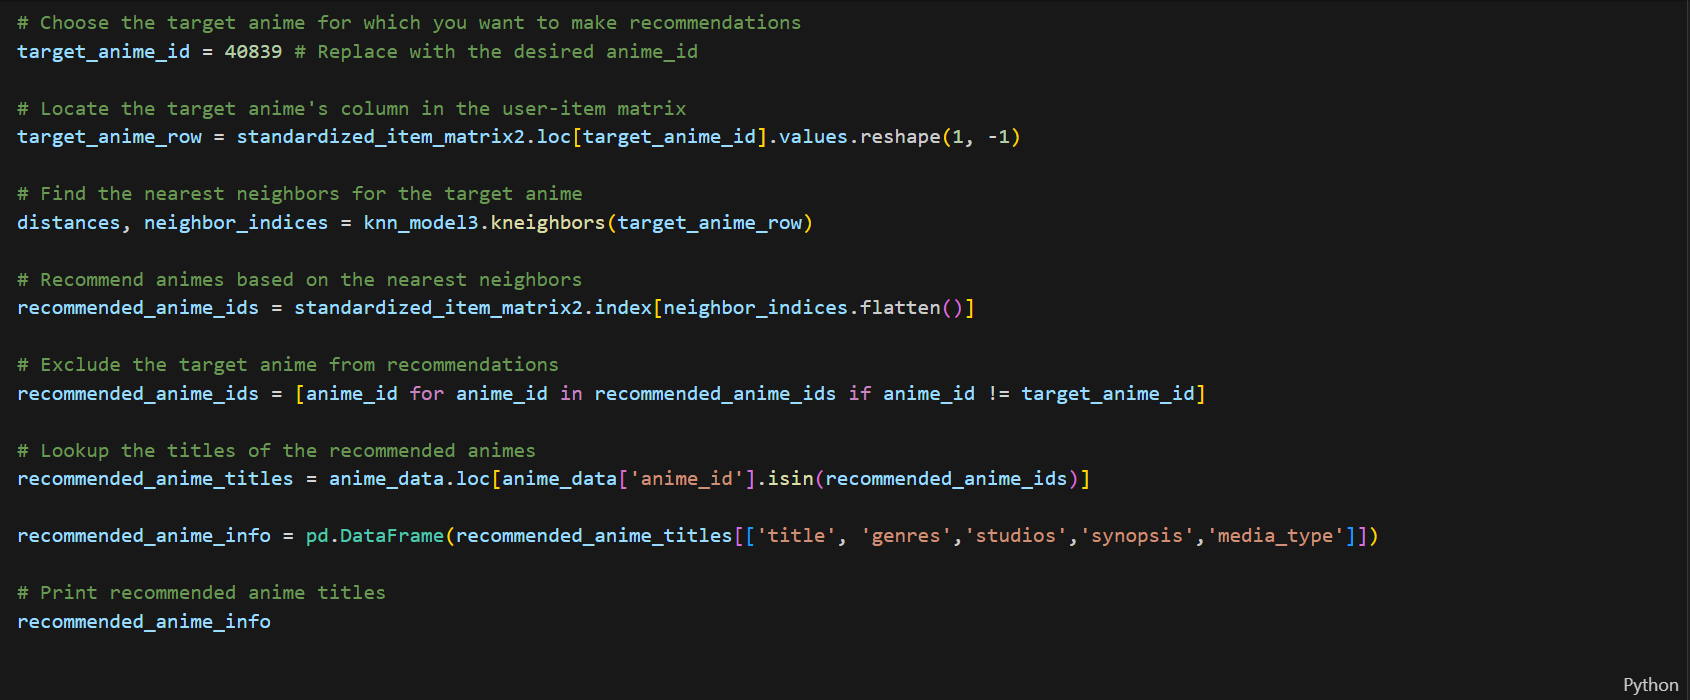 # Choose the target anime for which you want to make recommendations
target_anime_id = 40839 # Replace with the desired anime_id
# Locate the target anime's column in the user-item matrix
target_anime_row = standardized_item_matrix2.loc[target_anime_id].values.reshape(1, -1)
# Find the nearest neighbors for the target anime
distances, neighbor_indices = knn_model3.kneighbors(target_anime_row)
# Recommend animes based on the nearest neighbors
recommended_anime_ids = standardized_item_matrix2.index[neighbor_indices.flatten()]
# Exclude the target anime from recommendations
recommended_anime_ids = [anime_id for anime_id in recommended_anime_ids if anime_id != target_anime_id]
# Lookup the titles of the recommended animes
recommended_anime_titles = anime_data.loc[anime_data['anime_id'].isin(recommended_anime_ids)]
recommended_anime_info = pd.DataFrame(recommended_anime_titles[['title', 'genres','studios','synopsis','media_type']])
# Print recommended anime titles
recommended_anime_info
Python